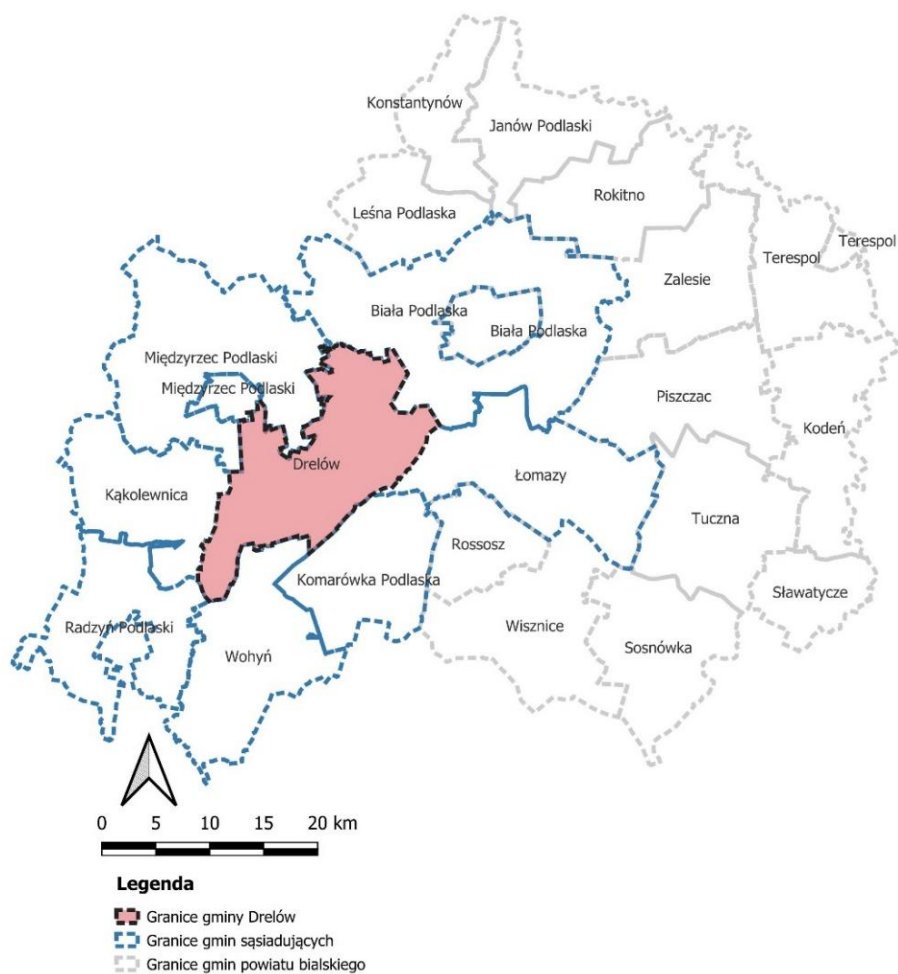 Konstantynów
Janów Podlaski
Rokitno
Leśna Podlaska
Terespol
Terespol
Zalesie
Biała Podlaska
Biała Podlaska
Międzyrzec Podlaski
Międzyrzec Podlaski
Piszczac
Kodeń
Drelów
Łomazy
Kąkolewnica
Tuczna
Rossosz
Komarówka Podlaska
Sławatycze
Radzyń Podlaski
Wisznice
Wohyń
Sosnówka
0 5 10 15 20 km
Legenda
Granice gminy Drelów
Granice gmin sąsiadujących
Granice gmin powiatu bialskiego